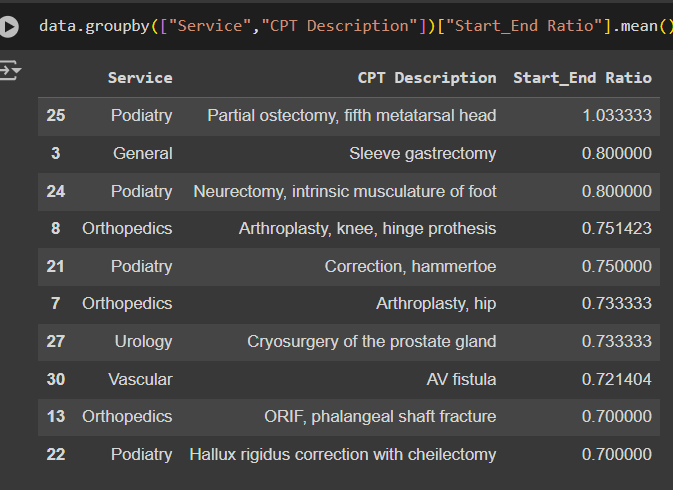 data.groupby(["Service","CPT Description"])["Start_End Ratio"].mean()
Service CPT Description Start_End Ratio
25 Podiatry Partial ostectomy, fifth metatarsal head 1.033333
3 General Sleeve gastrectomy 0.800000
24 Podiatry Neurectomy, intrinsic musculature of foot 0.800000
8 Orthopedics Arthroplasty, knee, hinge prothesis 0.751423
21 Podiatry Correction, hammertoe 0.750000
7 Orthopedics Arthroplasty, hip 0.733333
27 Urology Cryosurgery of the prostate gland 0.733333
30 Vascular AV fistula 0.721404
13 Orthopedics ORIF, phalangeal shaft fracture 0.700000
22 Podiatry Hallux rigidus correction with cheilectomy 0.700000